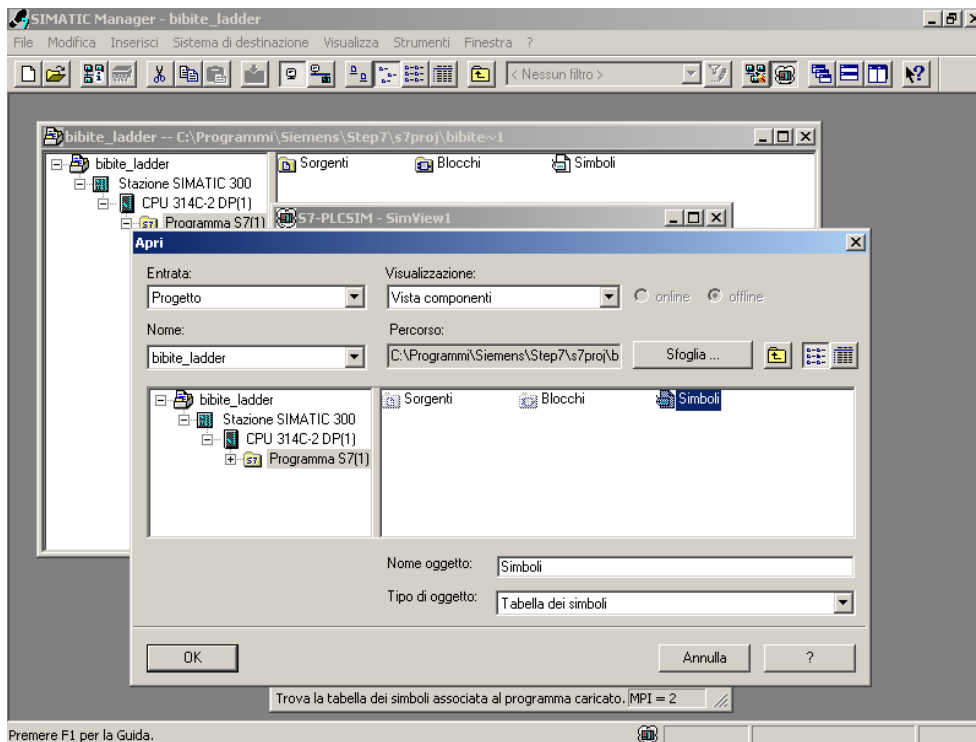 SIMATIC Manager - bibite_ladder
File Modifica Inserisci Sistema di destinazione Visualizza Strumenti Finestra ?
< Nessun filtro >
bibite_ladder -- C:\Programmi\Siemens\Step7\s7proj\bibite~1
bibite_ladder
Stazione SIMATIC 300
CPU 314C-2 DP(1)
Programma S7(1)
Sorgenti Blocchi Simboli
S7-PLCSIM - SimView1
Apri
Entrata:
Progetto
Visualizzazione:
Vista componenti
online offline
Nome:
bibite_ladder
Percorso:
C:\Programmi\Siemens\Step7\s7proj\b
Sfoglia ...
bibite_ladder
Stazione SIMATIC 300
CPU 314C-2 DP(1)
Programma S7(1)
Sorgenti Blocchi Simboli
Nome oggetto: Simboli
Tipo di oggetto: Tabella dei simboli
OK Annulla ?
Trova la tabella dei simboli associata al programma caricato. MPI = 2
Premere F1 per la Guida.